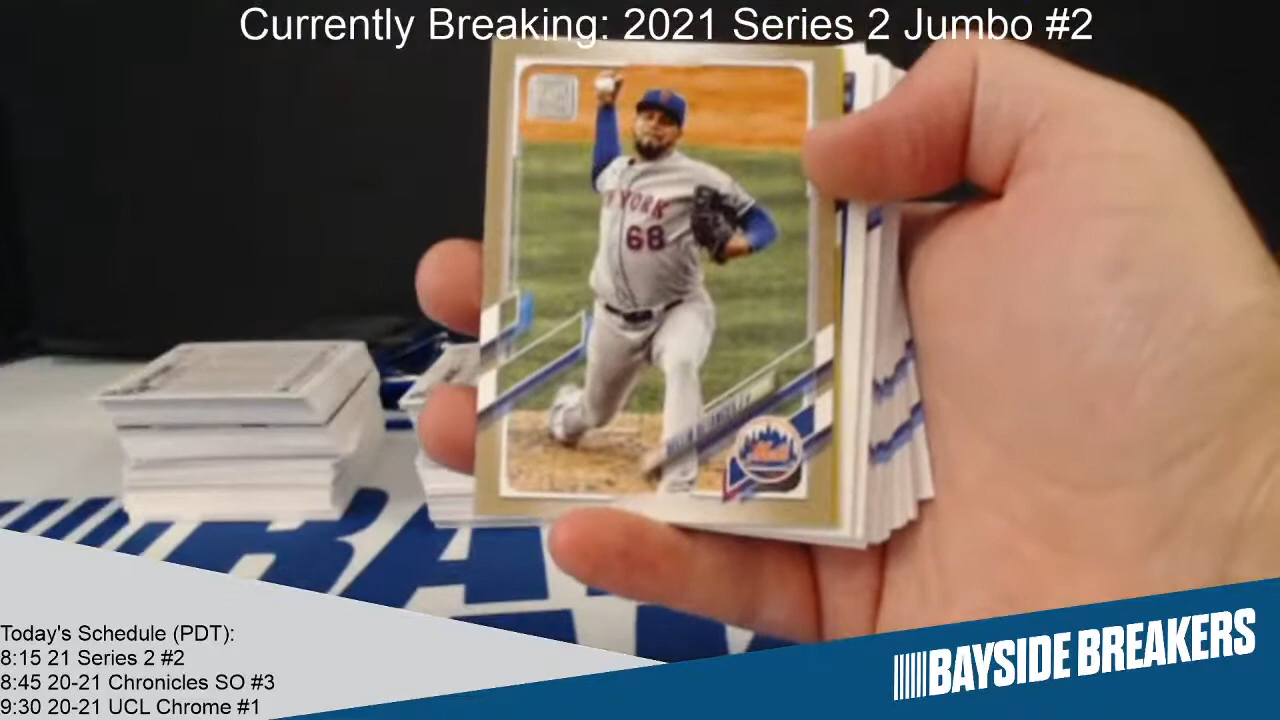 Currently Breaking: 2021 Series 2 Jumbo #2
YORK
68
Mets
Today's Schedule (PDT):
8:15 21 Series 2 #2
8:45 20-21 Chronicles SO #3
9:30 20-21 UCL Chrome #1
BAYSIDE BREAKERS